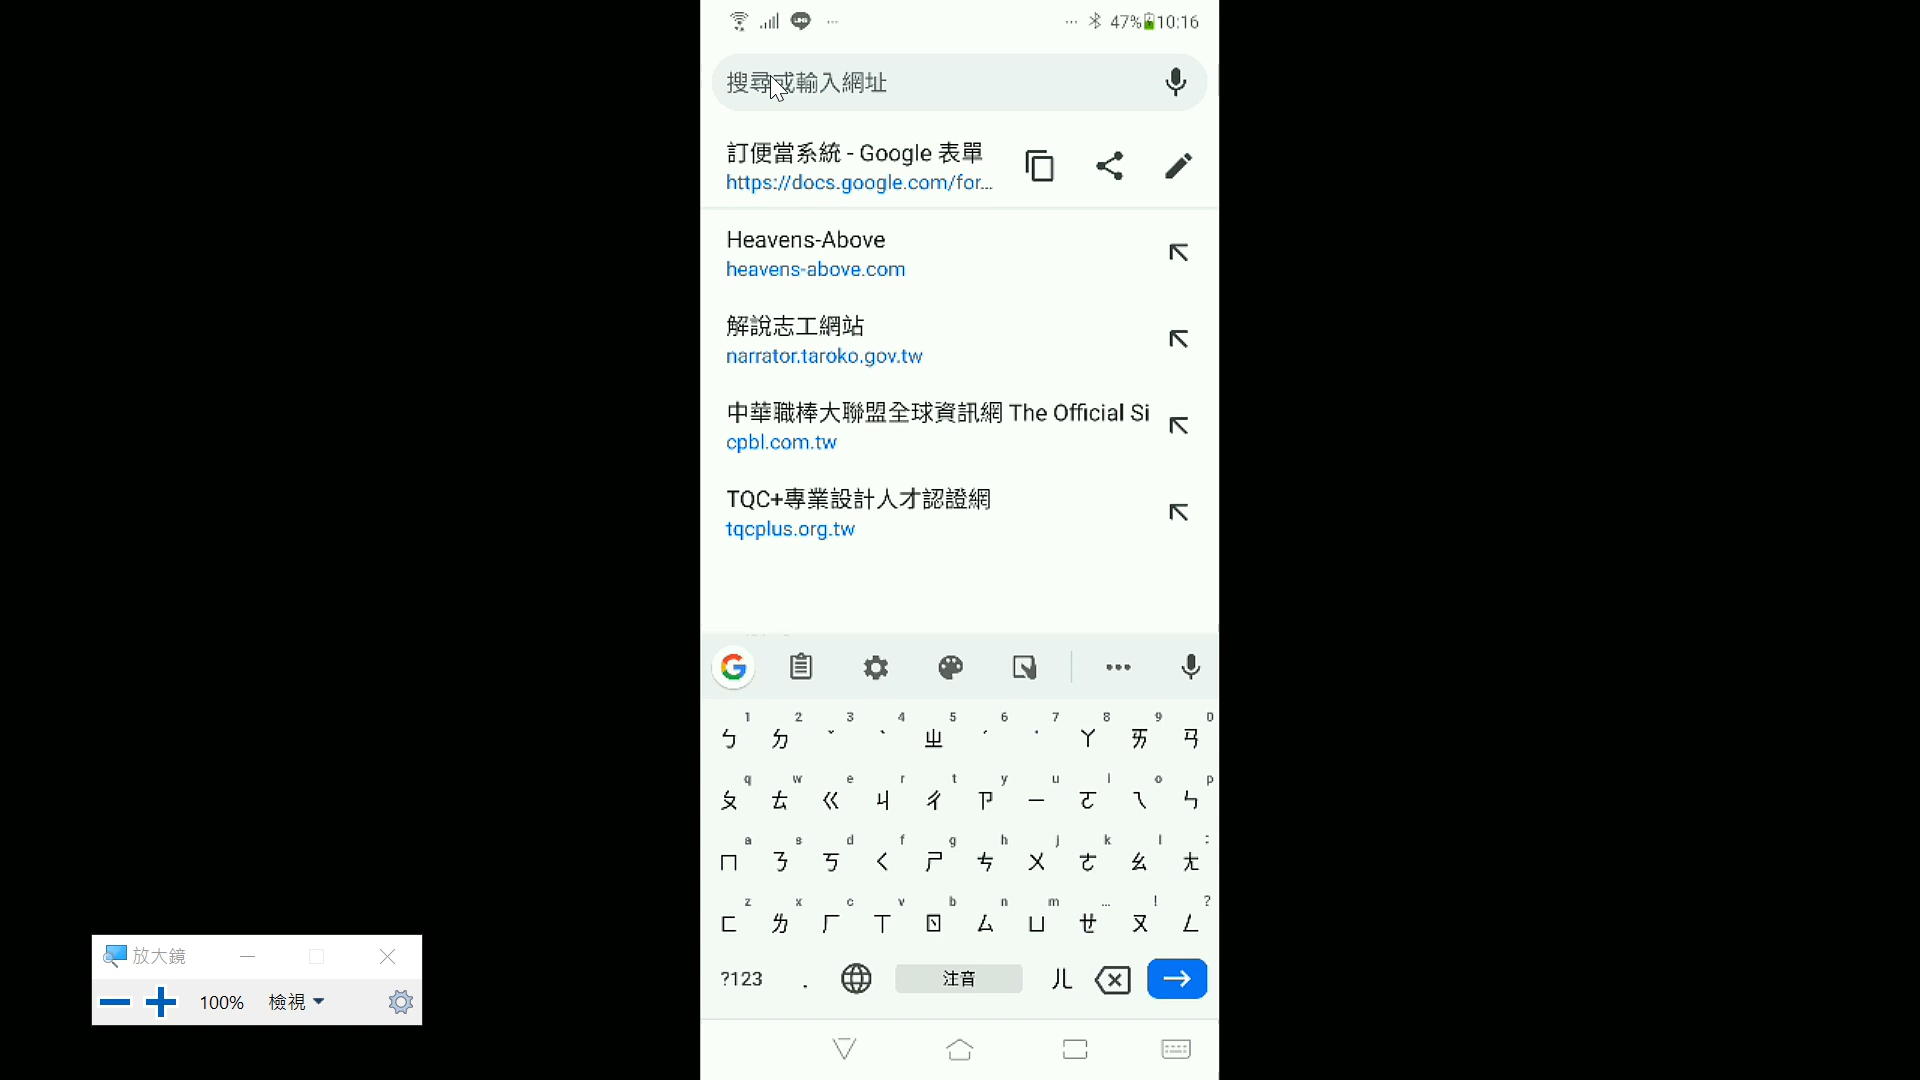 47% 10:16
搜尋或輸入網址
訂便當系統 - Google 表單
https://docs.google.com/for...
Heavens-Above
heavens-above.com
解說志工網站
narrator.taroko.gov.tw
中華職棒大聯盟全球資訊網 The Official Si
cpbl.com.tw
TQC+專業設計人才認證網
tqcplus.org.tw
1 2 3 4 5 6 7 8 9 0
ㄅ ㄉ ˇ ˋ ㄓ ˊ ˙ ㄚ ㄞ ㄢ
q w e r t y u i o p
ㄆ ㄊ ㄍ ㄐ ㄔ ㄗ ㄧ ㄛ ㄟ ㄣ
a s d f g h j k l :
ㄇ ㄋ ㄎ ㄑ ㄕ ㄘ ㄨ ㄜ ㄠ ㄤ
z x c v b n m ... ! ?
ㄈ ㄌ ㄏ ㄒ ㄖ ㄙ ㄩ ㄝ ㄡ ㄥ
?123 . 注音 ㄦ
放大鏡
100% 檢視